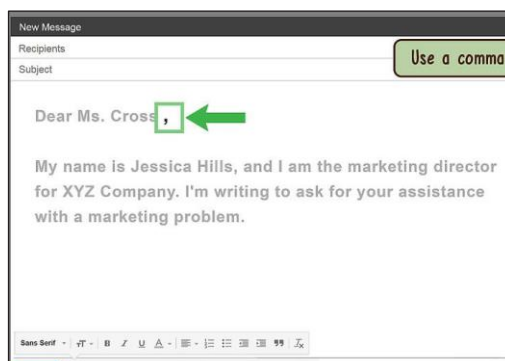 New Message
Recipients
Use a comma
Subject
Dear Ms. Cross,
My name is Jessica Hills, and I am the marketing director
for XYZ Company. I'm writing to ask for your assistance
with a marketing problem.
Sans Serif